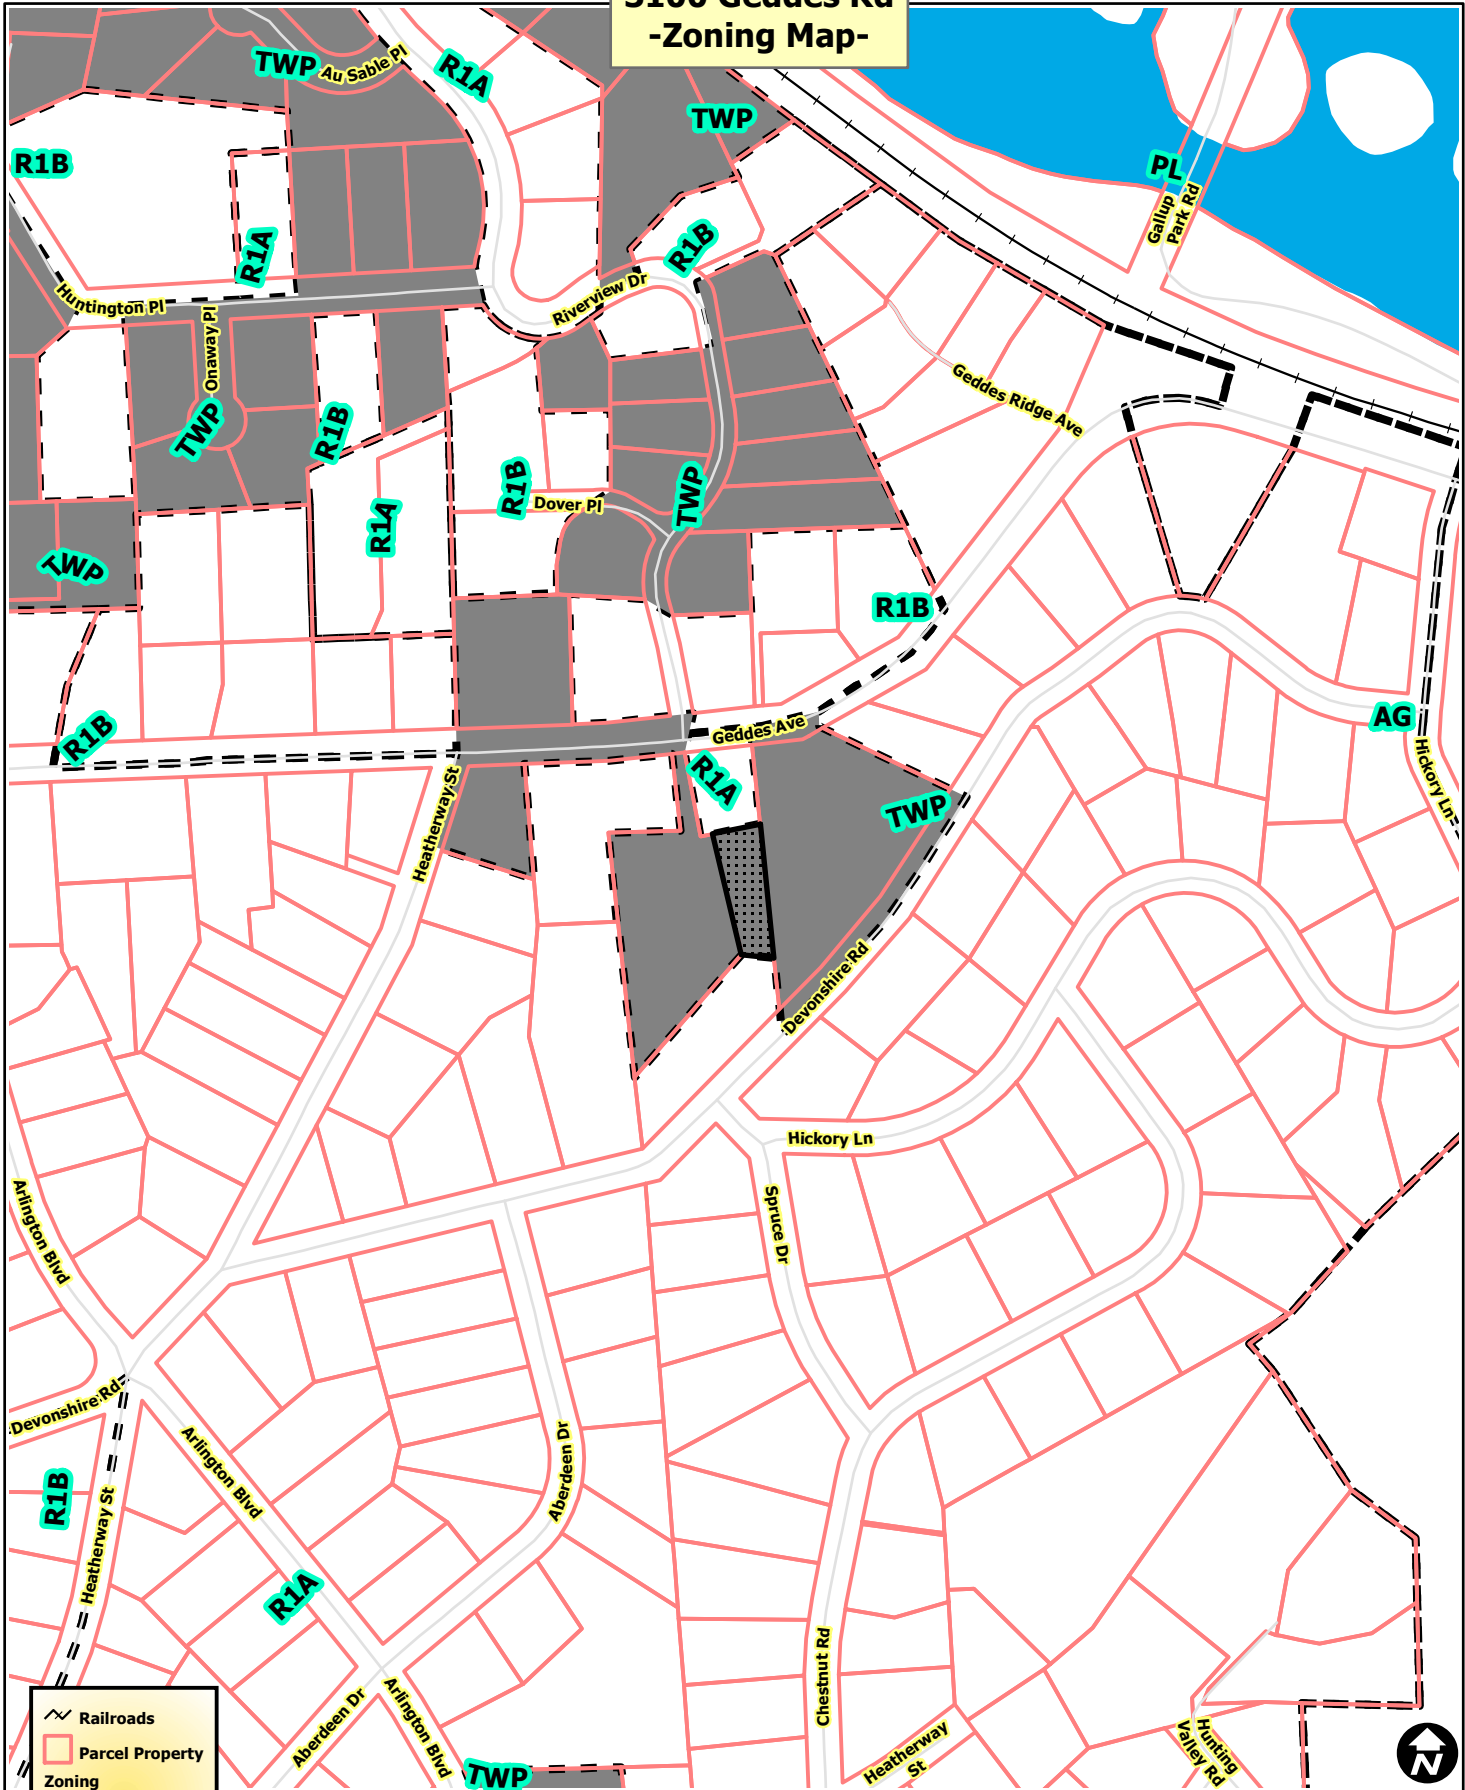 3100 Geddes Rd
-Zoning Map-
TWP
Au Sable Pl
R1A
TWP
R1B
PL
Gallup
Park Rd
R1A
R1B
Huntington Pl
Riverview Dr
Onaway Pl
Geddes Ridge Ave
TWP
R1B
R1B
TWP
Dover Pl
R1A
TWP
R1B
AG
R1B
Geddes Ave
Hickory Ln
R1A
Heatherway St
TWP
Devonshire Rd
Hickory Ln
Arlington Blvd
Spruce Dr
Devonshire Rd
Arlington Blvd
Aberdeen Dr
R1B
Heatherway St
R1A
Chestnut Rd
Aberdeen Dr
Arlington Blvd
Heatherway
St
Hunting
Valley Rd
TWP
Railroads
Parcel Property
Zoning
N